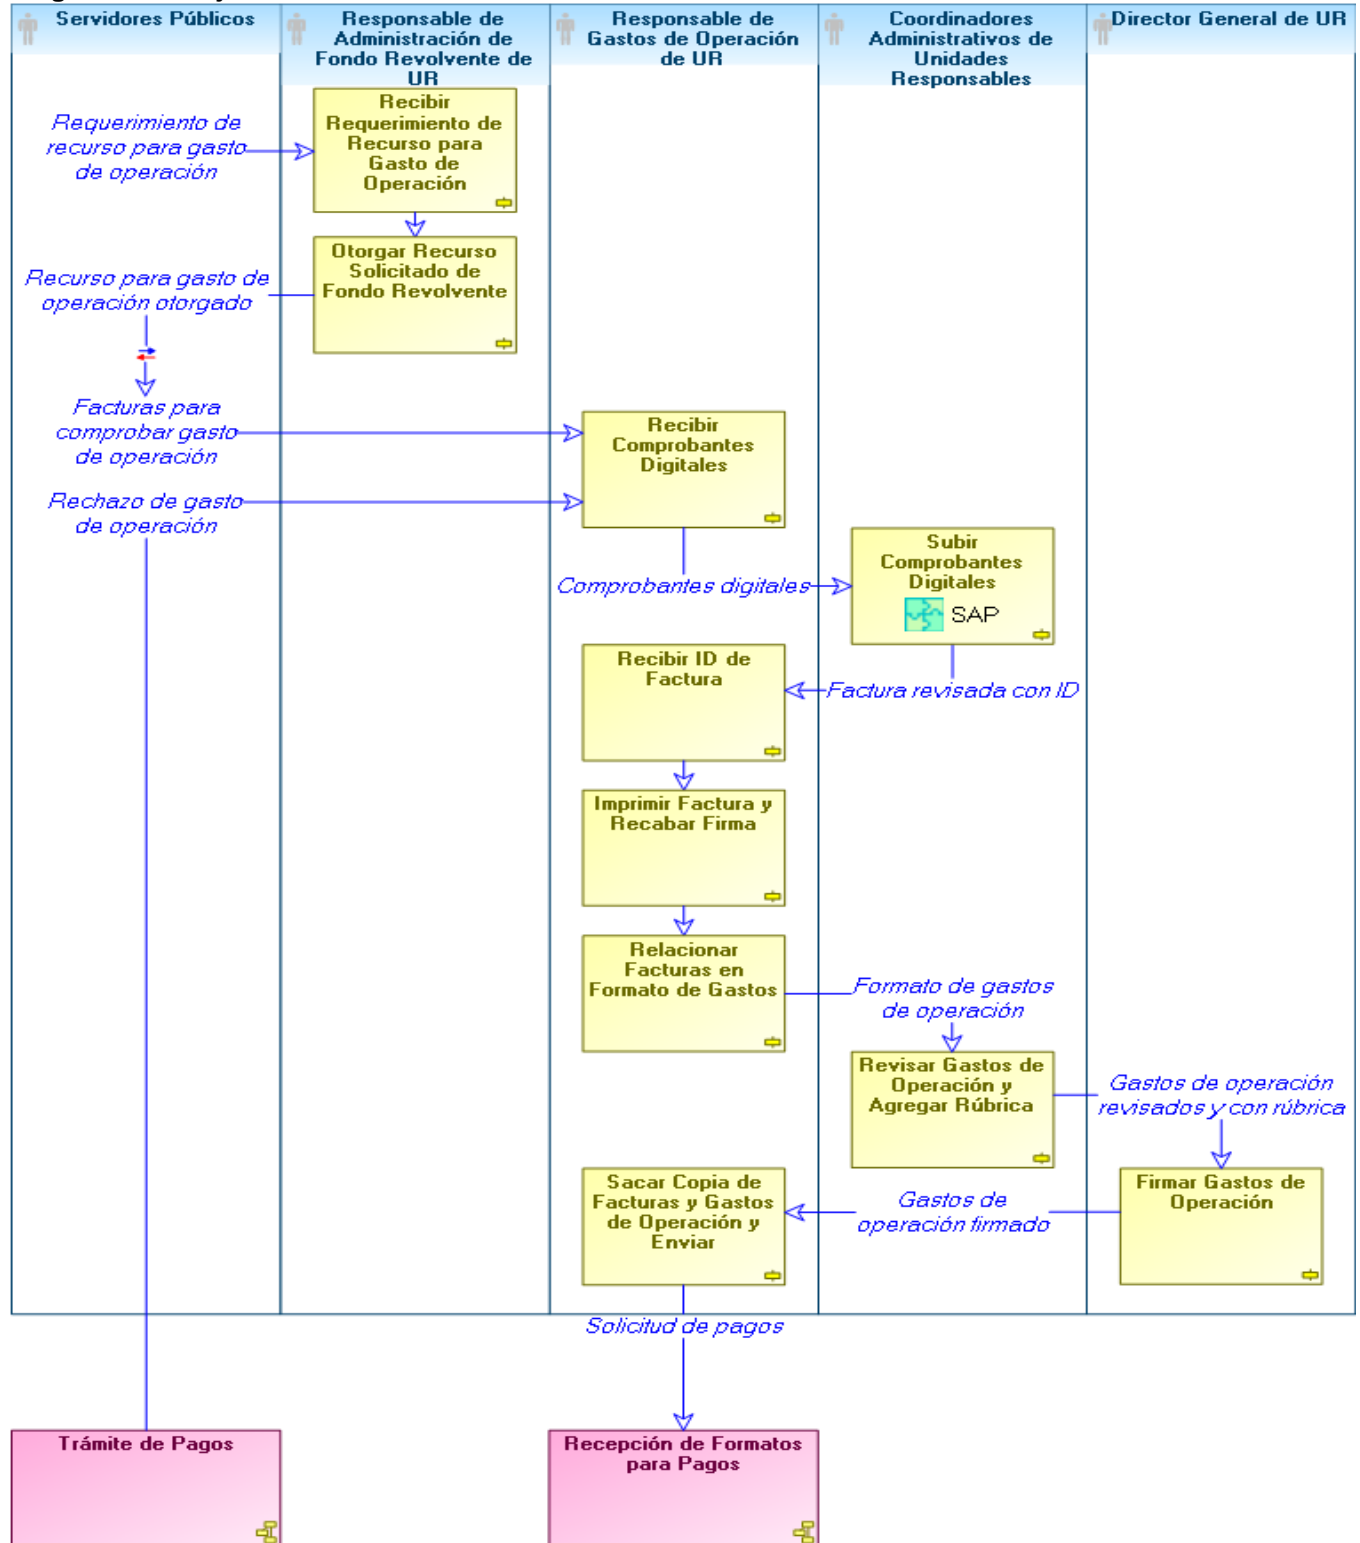 Servidores Públicos
Responsable de
Administración de
Fondo Revolvente de
UR
Responsable de
Gastos de Operación
de UR
Coordinadores
Administrativos de
Unidades
Responsables
Director General de UR
Requerimiento de
recurso para gasto
de operación
Recibir
Requerimiento de
Recurso para
Gasto de
Operación
Otorgar Recurso
Solicitado de
Fondo Revolvente
Recurso para gasto de
operación otorgado
Facturas para
comprobar gasto
de operación
Recibir
Comprobantes
Digitales
Rechazo de gasto
de operación
Subir
Comprobantes
Digitales
SAP
Comprobantes digitales
Recibir ID de
Factura
Factura revisada con ID
Imprimir Factura y
Recabar Firma
Relacionar
Facturas en
Formato de Gastos
Formato de gastos
de operación
Revisar Gastos de
Operación y
Agregar Rúbrica
Gastos de operación
revisados y con rúbrica
Sacar Copia de
Facturas y Gastos
de Operación y
Enviar
Gastos de
operación firmado
Firmar Gastos de
Operación
Solicitud de pagos
Trámite de Pagos
Recepción de Formatos
para Pagos